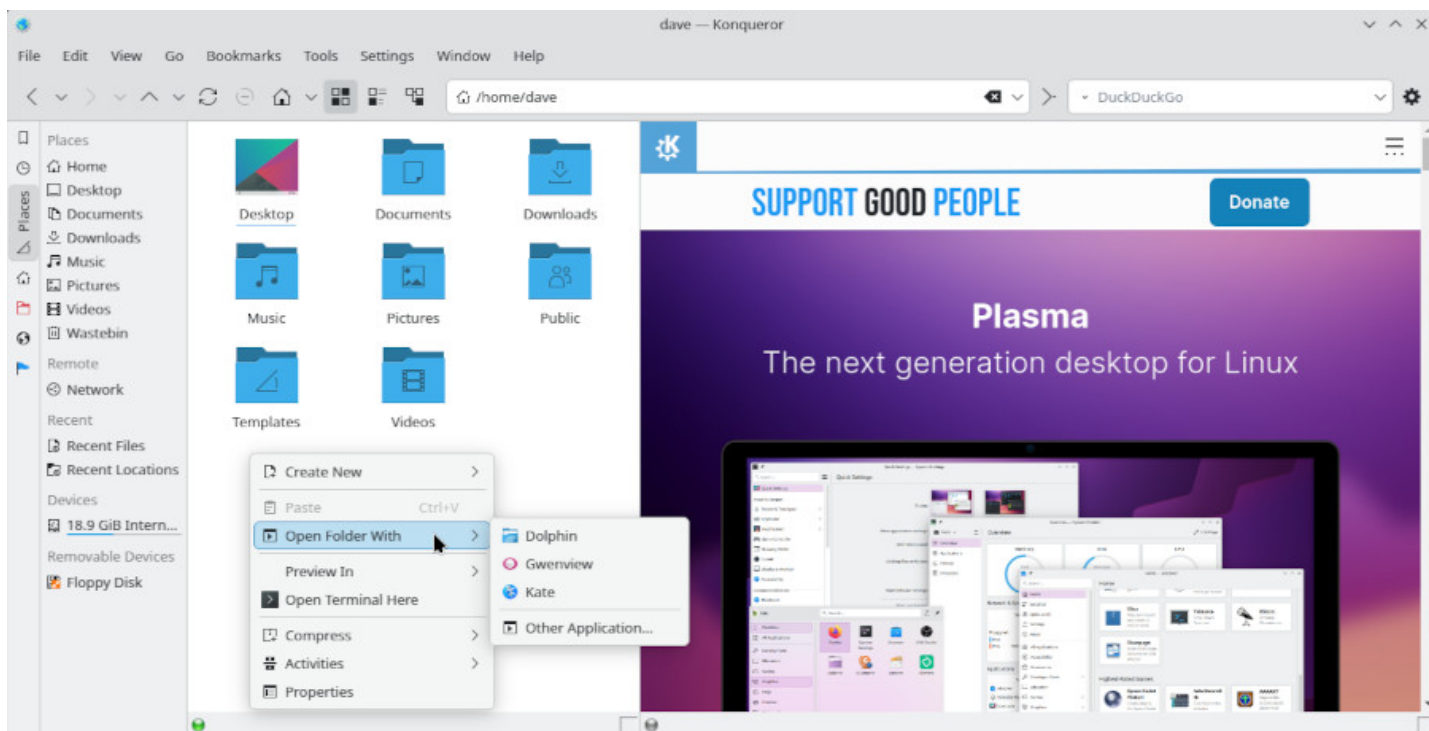 dave — Konqueror
File Edit View Go Bookmarks Tools Settings Window Help
/home/dave
DuckDuckGo
Places
Places
Home
Desktop
Documents
Downloads
Music
Pictures
Videos
Wastebin
Remote
Network
Recent
Recent Files
Recent Locations
Devices
18.9 GiB Intern...
Removable Devices
Floppy Disk
Desktop Documents Downloads
Music Pictures Public
Templates Videos
Create New
Paste Ctrl+V
Open Folder With
Preview In
Open Terminal Here
Compress
Activities
Properties
Dolphin
Gwenview
Kate
Other Application...
SUPPORT GOOD PEOPLE
Donate
Plasma
The next generation desktop for Linux